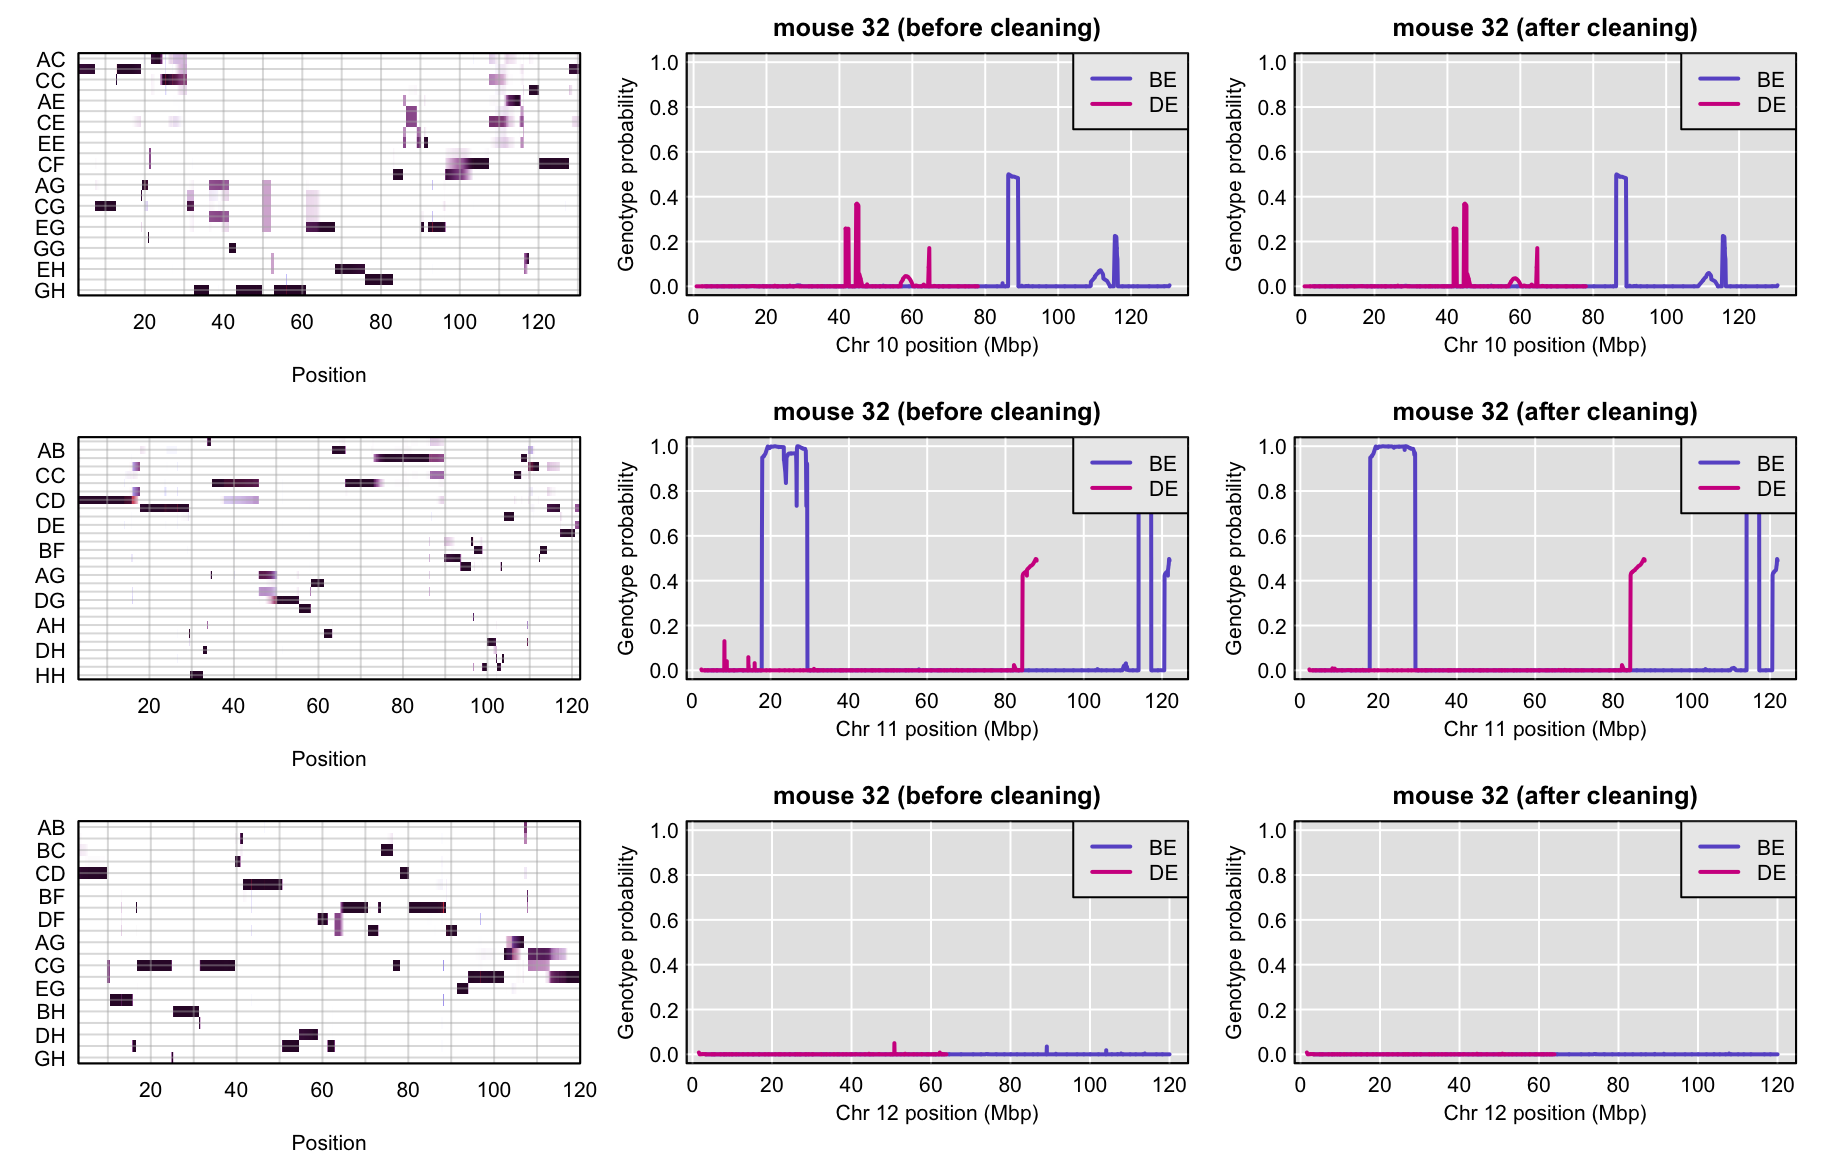 AC
CC
AE
CE
EE
CF
AG
CG
EG
GG
EH
GH
20 40 60 80 100 120
Position
mouse 32 (before cleaning)
Genotype probability
1.0
0.8
0.6
0.4
0.2
0.0
BE
DE
0 20 40 60 80 100 120
Chr 10 position (Mbp)
mouse 32 (after cleaning)
Genotype probability
1.0
0.8
0.6
0.4
0.2
0.0
BE
DE
0 20 40 60 80 100 120
Chr 10 position (Mbp)
AB
CC
CD
DE
BF
AG
DG
AH
DH
HH
20 40 60 80 100 120
Position
mouse 32 (before cleaning)
Genotype probability
1.0
0.8
0.6
0.4
0.2
0.0
BE
DE
0 20 40 60 80 100 120
Chr 11 position (Mbp)
mouse 32 (after cleaning)
Genotype probability
1.0
0.8
0.6
0.4
0.2
0.0
BE
DE
0 20 40 60 80 100 120
Chr 11 position (Mbp)
AB
BC
CD
BF
DF
AG
CG
EG
BH
DH
GH
20 40 60 80 100 120
Position
mouse 32 (before cleaning)
Genotype probability
1.0
0.8
0.6
0.4
0.2
0.0
BE
DE
0 20 40 60 80 100 120
Chr 12 position (Mbp)
mouse 32 (after cleaning)
Genotype probability
1.0
0.8
0.6
0.4
0.2
0.0
BE
DE
0 20 40 60 80 100 120
Chr 12 position (Mbp)